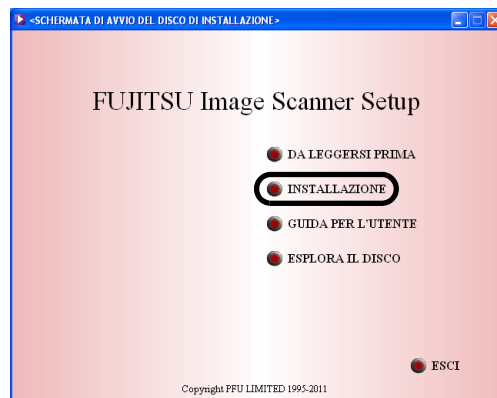 <SCHERMATA DI AVVIO DEL DISCO DI INSTALLAZIONE>
FUJITSU Image Scanner Setup
DA LEGGERSI PRIMA
INSTALLAZIONE
GUIDA PER L'UTENTE
ESPLORA IL DISCO
ESCI
Copyright PFU LIMITED 1995-2011